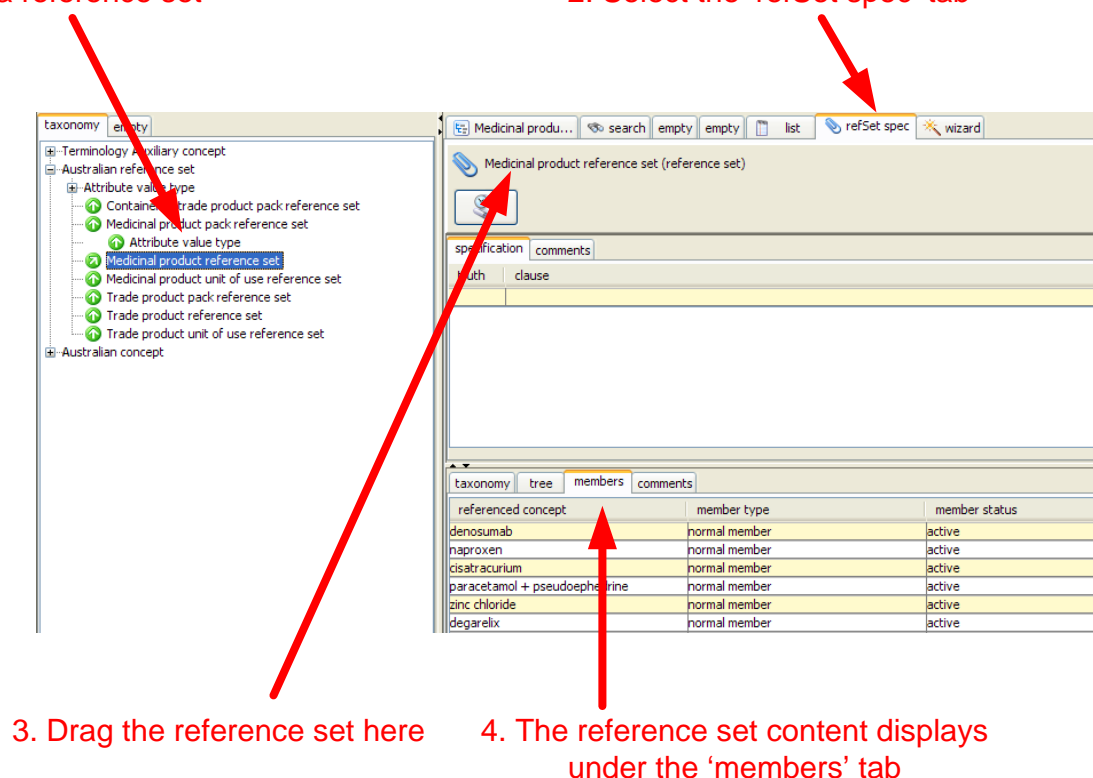 a reference set
2. Select the 'refSet spec' tab
taxonomy empty
Medicinal produ... search empty empty list refSet spec wizard
Terminology Auxiliary concept
Australian reference set
Attribute value type
Containered trade product pack reference set
Medicinal product pack reference set
Attribute value type
Medicinal product reference set
Medicinal product unit of use reference set
Trade product pack reference set
Trade product reference set
Trade product unit of use reference set
Australian concept
Medicinal product reference set (reference set)
specification comments
truth clause
taxonomy tree members comments
referenced concept member type member status
denosumab normal member active
naproxen normal member active
cisatracurium normal member active
paracetamol + pseudoephedrine normal member active
zinc chloride normal member active
degarelix normal member active
3. Drag the reference set here
4. The reference set content displays
under the ‘members’ tab